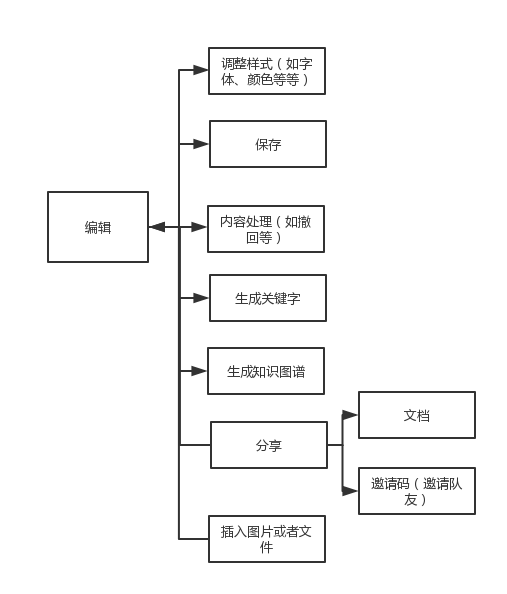 调整样式（如字
体、颜色等等）
保存
编辑
内容处理（如撤
回等）
生成关键字
生成知识图谱
文档
分享
邀请码（邀请队
友）
插入图片或者文
件